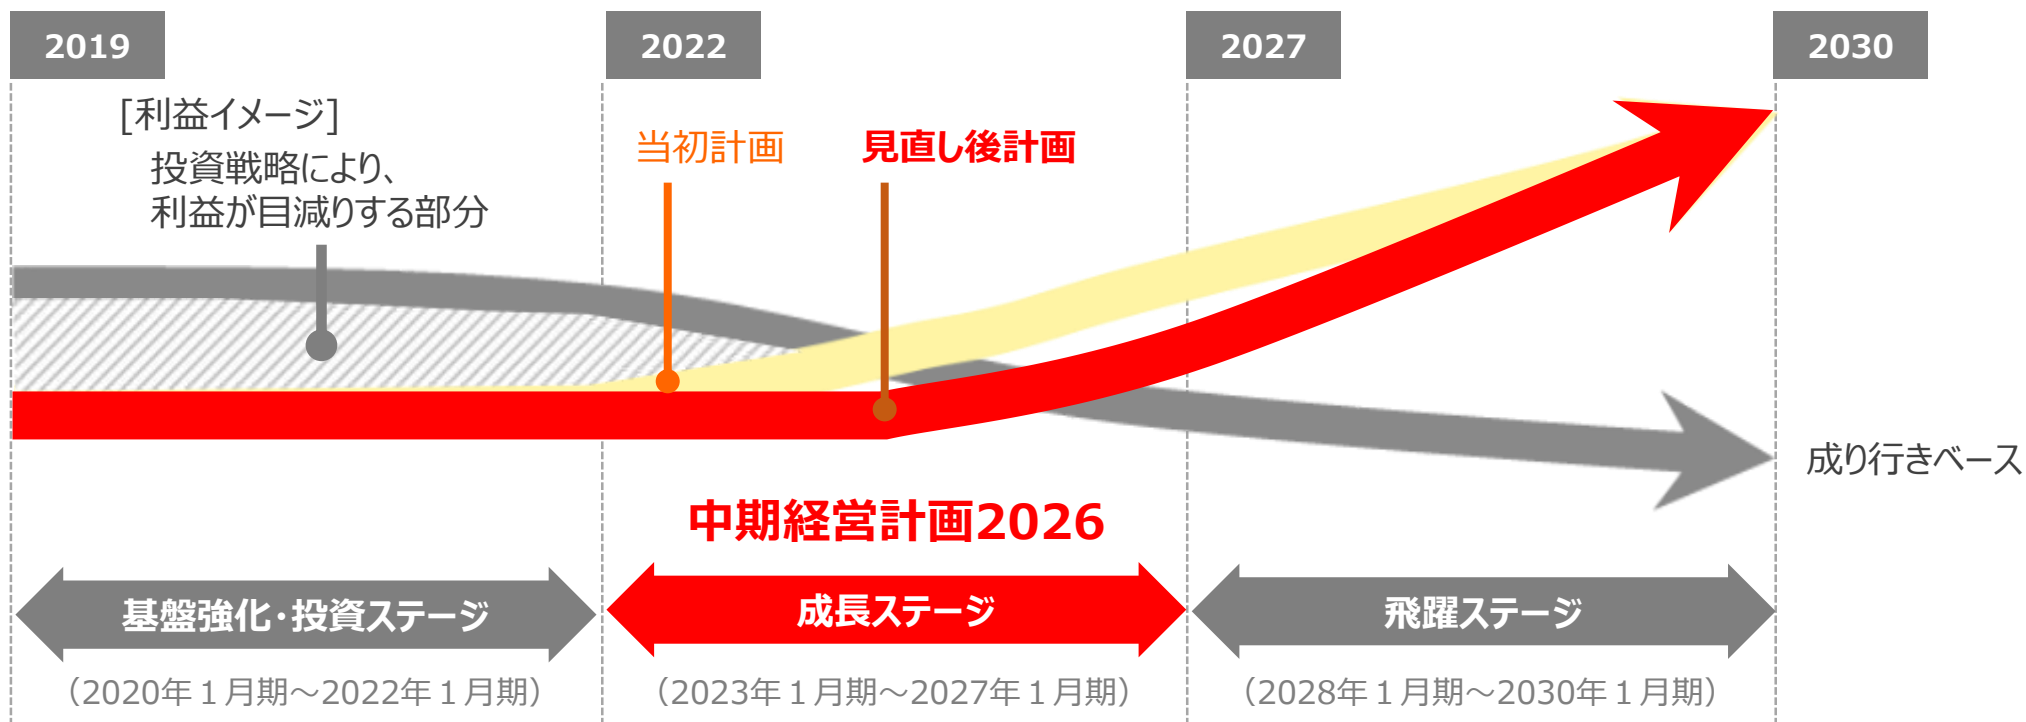 2019
2022
2027
2030
[利益イメージ]
投資戦略により、
利益が目減りする部分
当初計画
見直し後計画
成り行きベース
中期経営計画2026
基盤強化・投資ステージ
成長ステージ
飛躍ステージ
（2020年１月期～2022年１月期）
（2023年１月期～2027年１月期）
（2028年１月期～2030年１月期）